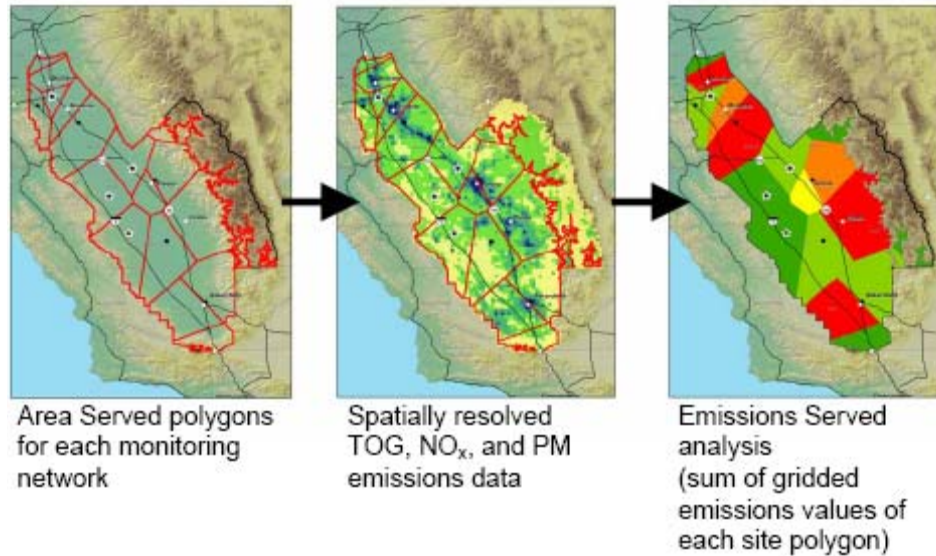 Area Served polygons
for each monitoring
network
Spatially resolved
TOG, NOₓ, and PM
emissions data
Emissions Served
analysis
(sum of gridded
emissions values of
each site polygon)